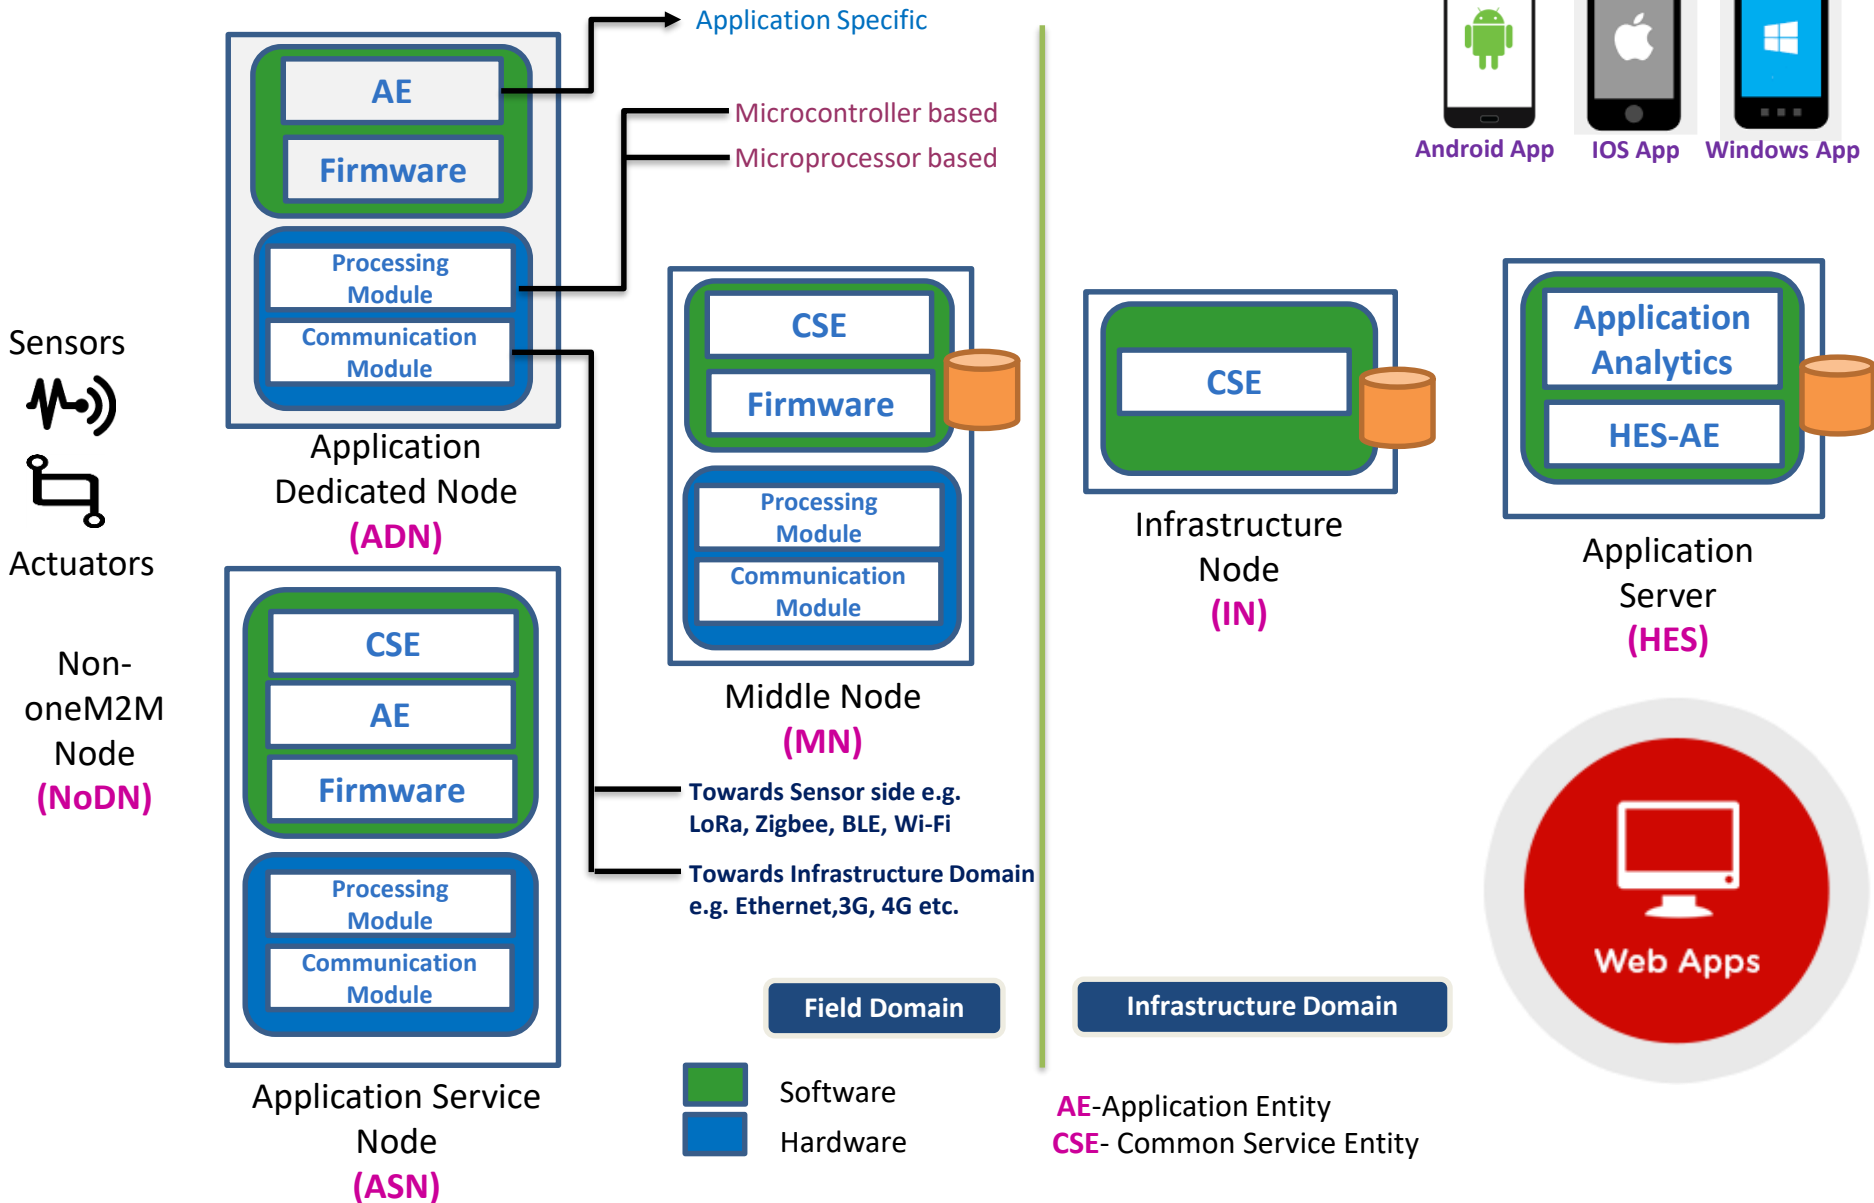 Application Specific
Microcontroller based
Microprocessor based
AE
Firmware
Processing
Module
Communication
Module
Application
Dedicated Node
(ADN)
Sensors
Actuators
Non-
oneM2M
Node
(NoDN)
CSE
AE
Firmware
Processing
Module
Communication
Module
Application Service
Node
(ASN)
CSE
Firmware
Processing
Module
Communication
Module
Middle Node
(MN)
Towards Sensor side e.g.
LoRa, Zigbee, BLE, Wi-Fi
Towards Infrastructure Domain
e.g. Ethernet,3G, 4G etc.
Field Domain
Software
Hardware
Android App
IOS App
Windows App
CSE
Infrastructure
Node
(IN)
Application
Analytics
HES-AE
Application
Server
(HES)
Web Apps
Infrastructure Domain
AE-Application Entity
CSE- Common Service Entity